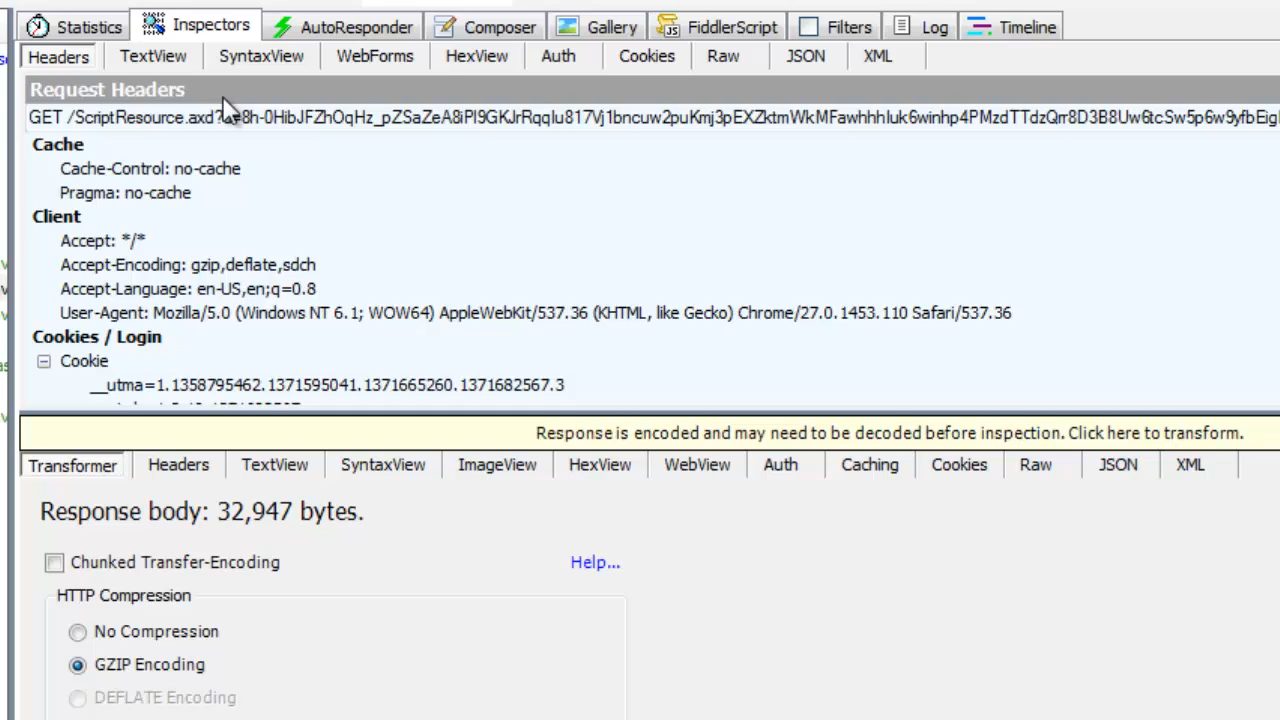 Statistics Inspectors AutoResponder Composer Gallery FiddlerScript Filters Log Timeline
Headers TextView SyntaxView WebForms HexView Auth Cookies Raw JSON XML
Request Headers
GET /ScriptResource.axd?
Cache
Cache-Control: no-cache
Pragma: no-cache
Client
Accept: */*
Accept-Encoding: gzip,deflate,sdch
Accept-Language: en-US,en;q=0.8
User-Agent: Mozilla/5.0 (Windows NT 6.1; WOW64) AppleWebKit/537.36 (KHTML, like Gecko) Chrome/27.0.1453.110 Safari/537.36
Cookies / Login
Cookie
__utma=1.1358795462.1371595041.1371665260.1371682567.3
Response is encoded and may need to be decoded before inspection. Click here to transform.
Transformer Headers TextView SyntaxView ImageView HexView WebView Auth Caching Cookies Raw JSON XML
Response body: 32,947 bytes.
Chunked Transfer-Encoding Help...
HTTP Compression
No Compression
GZIP Encoding
DEFLATE Encoding